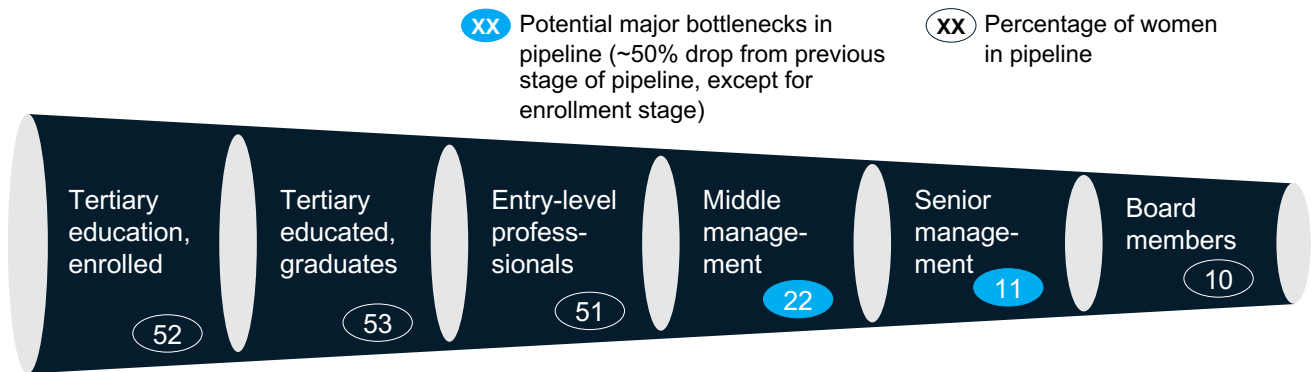 XX Potential major bottlenecks in
pipeline (~50% drop from previous
stage of pipeline, except for
enrollment stage)
XX Percentage of women
in pipeline
Tertiary
education,
enrolled
52
Tertiary
educated,
graduates
53
Entry-level
profess-
sionals
51
Middle
manage-
ment
22
Senior
manage-
ment
11
Board
members
10